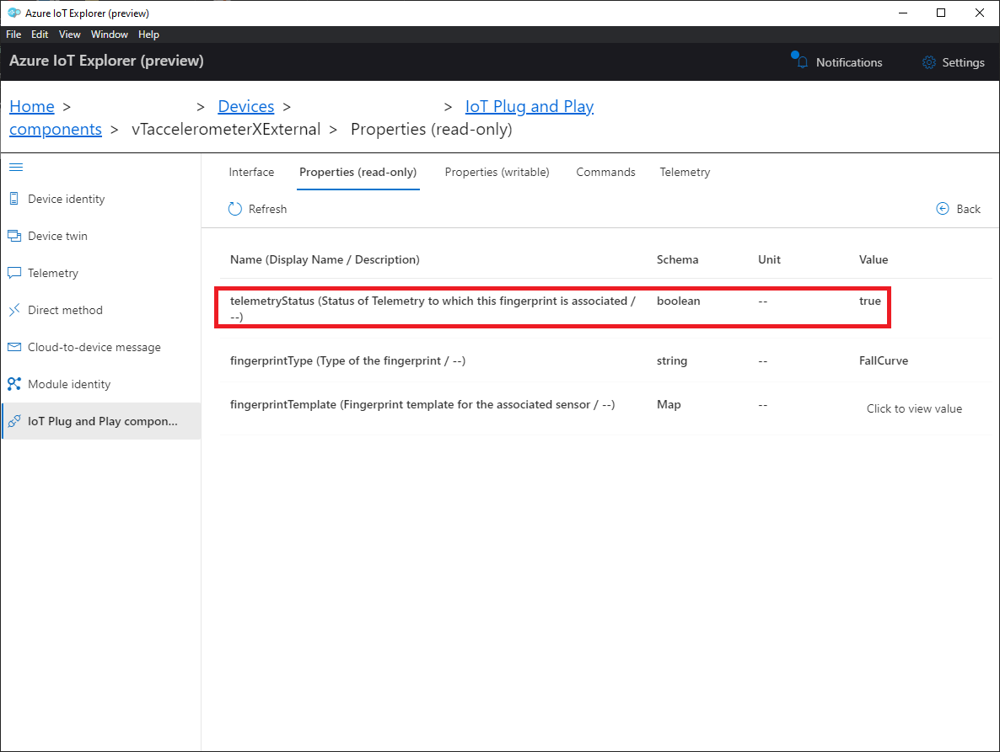 Azure IoT Explorer (preview)
File Edit View Window Help
Azure IoT Explorer (preview)
Notifications
Settings
Home > > Devices > > IoT Plug and Play
components > vTaccelerometerXExternal > Properties (read-only)
Interface Properties (read-only) Properties (writable) Commands Telemetry
Refresh
Back
Device identity
Device twin
Telemetry
Direct method
Cloud-to-device message
Module identity
IoT Plug and Play compon...
Name (Display Name / Description) Schema Unit Value
telemetryStatus (Status of Telemetry to which this fingerprint is associated / boolean -- true
--)
fingerprintType (Type of the fingerprint / --) string -- FallCurve
fingerprintTemplate (Fingerprint template for the associated sensor / --) Map -- Click to view value